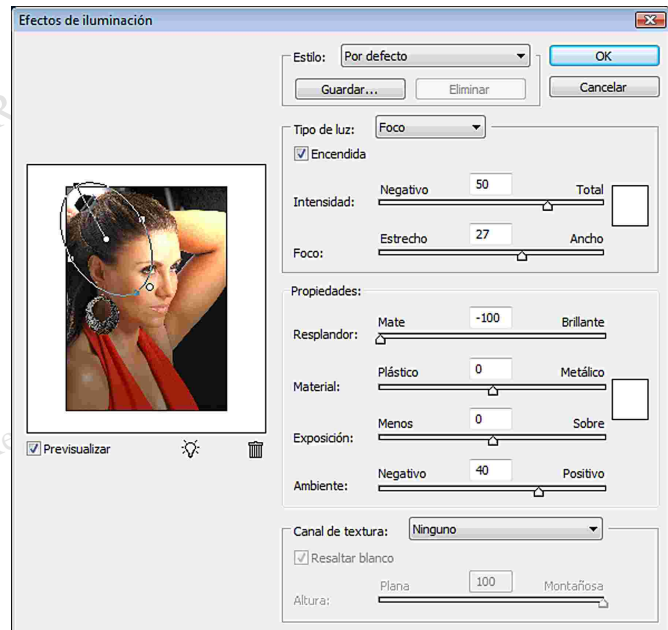 Efectos de iluminación
Estilo: Por defecto
OK
Guardar... Eliminar
Cancelar
Tipo de luz: Foco
Encendida
Intensidad: Negativo 50 Total
Foco: Estrecho 27 Ancho
Propiedades:
Resplandor: Mate -100 Brillante
Material: Plástico 0 Metálico
Exposición: Menos 0 Sobre
Ambiente: Negativo 40 Positivo
Previsualizar
Canal de textura: Ninguno
Resaltar blanco
Altura: Plana 100 Montañosa